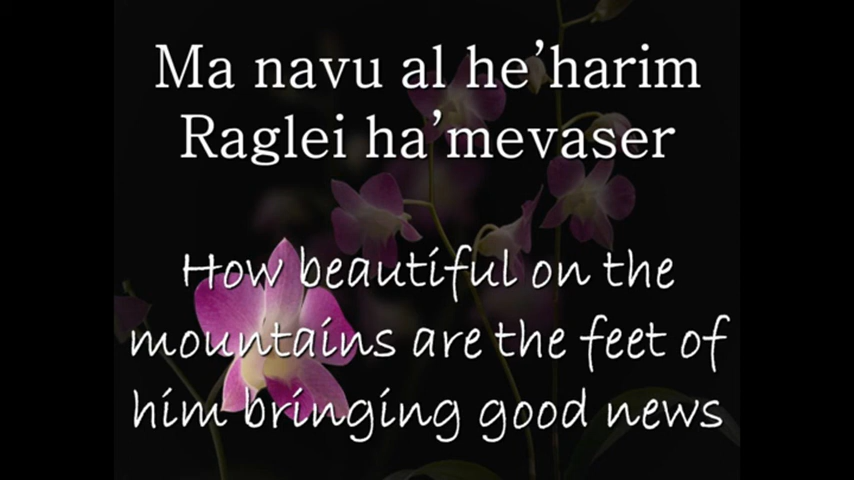 Ma navu al he’harim
Raglei ha’mevaser
How beautiful on the
mountains are the feet of
him bringing good news